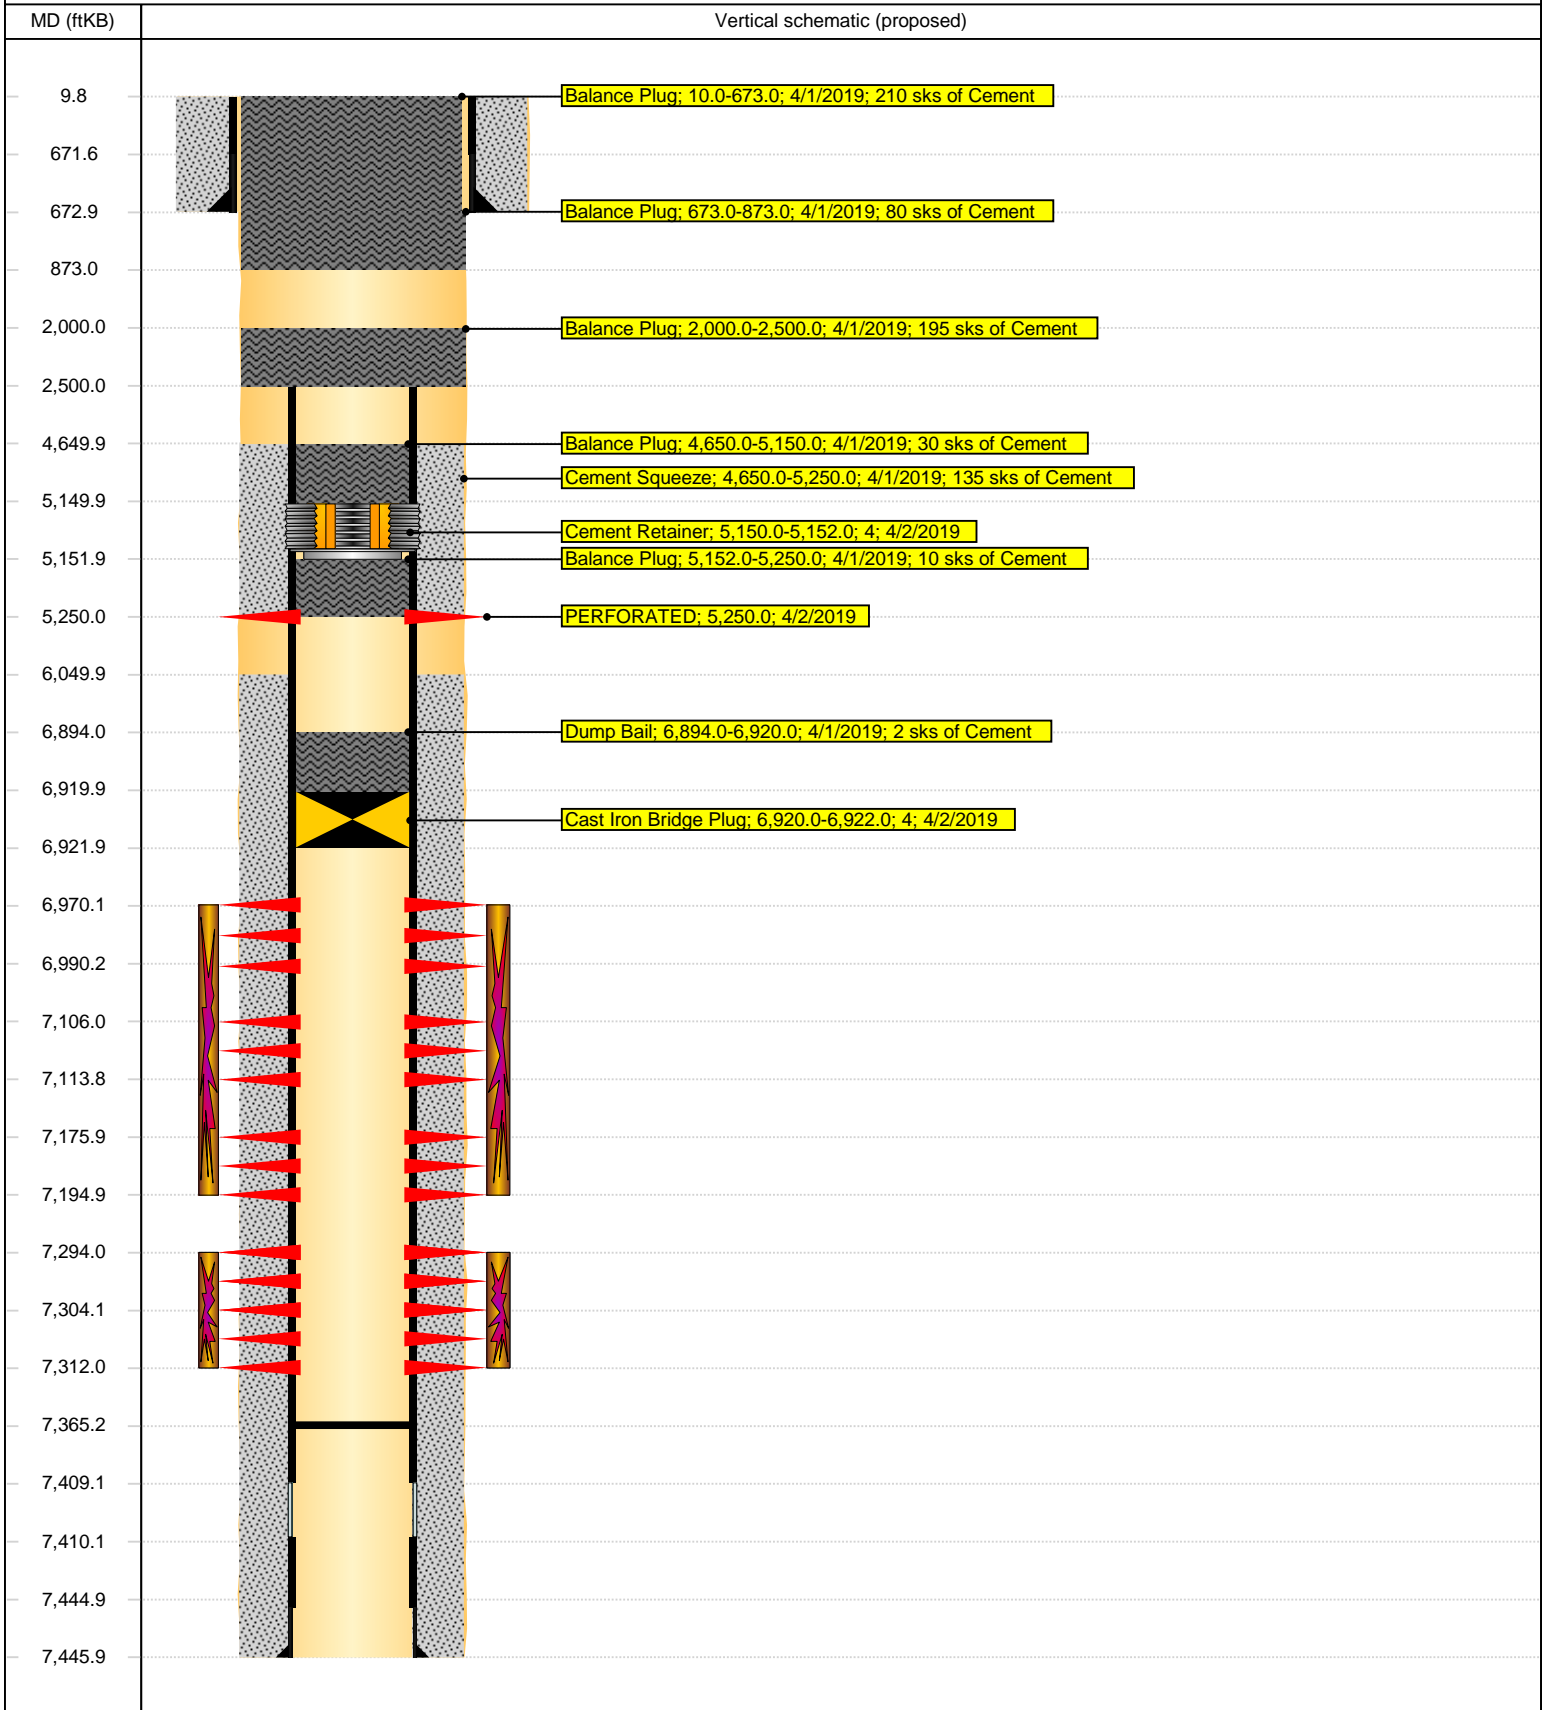 MD (ftKB)
Vertical schematic (proposed)
9.8
Balance Plug; 10.0-673.0; 4/1/2019; 210 sks of Cement
671.6
672.9
Balance Plug; 673.0-873.0; 4/1/2019; 80 sks of Cement
873.0
2,000.0
Balance Plug; 2,000.0-2,500.0; 4/1/2019; 195 sks of Cement
2,500.0
4,649.9
Balance Plug; 4,650.0-5,150.0; 4/1/2019; 30 sks of Cement
Cement Squeeze; 4,650.0-5,250.0; 4/1/2019; 135 sks of Cement
5,149.9
Cement Retainer; 5,150.0-5,152.0; 4; 4/2/2019
5,151.9
Balance Plug; 5,152.0-5,250.0; 4/1/2019; 10 sks of Cement
5,250.0
PERFORATED; 5,250.0; 4/2/2019
6,049.9
6,894.0
Dump Bail; 6,894.0-6,920.0; 4/1/2019; 2 sks of Cement
6,919.9
Cast Iron Bridge Plug; 6,920.0-6,922.0; 4; 4/2/2019
6,921.9
6,970.1
6,990.2
7,106.0
7,113.8
7,175.9
7,194.9
7,294.0
7,304.1
7,312.0
7,365.2
7,409.1
7,410.1
7,444.9
7,445.9